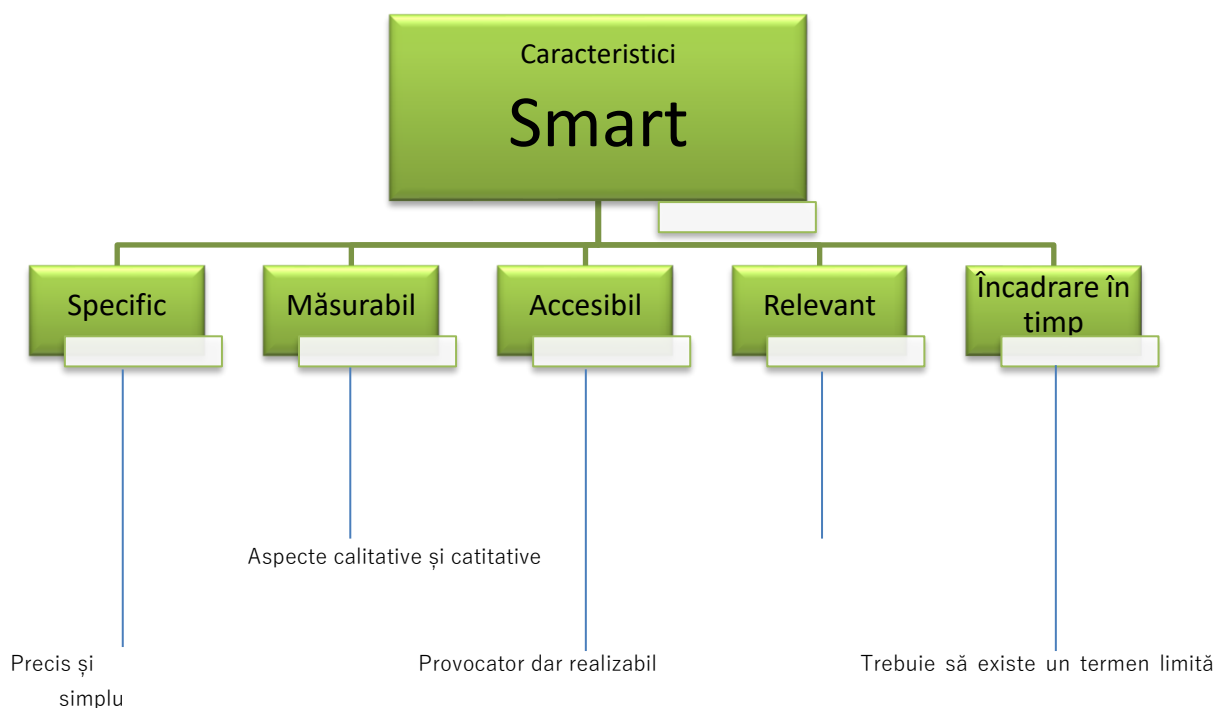 Caracteristici
Smart
Specific
Măsurabil
Accesibil
Relevant
Încadrare în
timp
Aspecte calitative și catitative
Precis și
simplu
Provocator dar realizabil
Trebuie să existe un termen limită